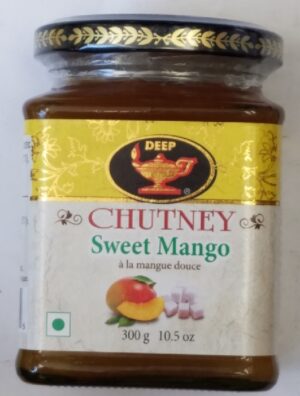 DEEP
®
CHUTNEY
Sweet Mango
à la mangue douce
300 g 10.5 oz